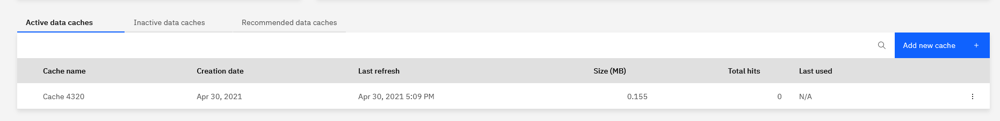 Active data caches Inactive data caches Recommended data caches
Add new cache +
Cache name Creation date Last refresh Size (MB) Total hits Last used
Cache 4320 Apr 30, 2021 Apr 30, 2021 5:09 PM 0.155 0 N/A